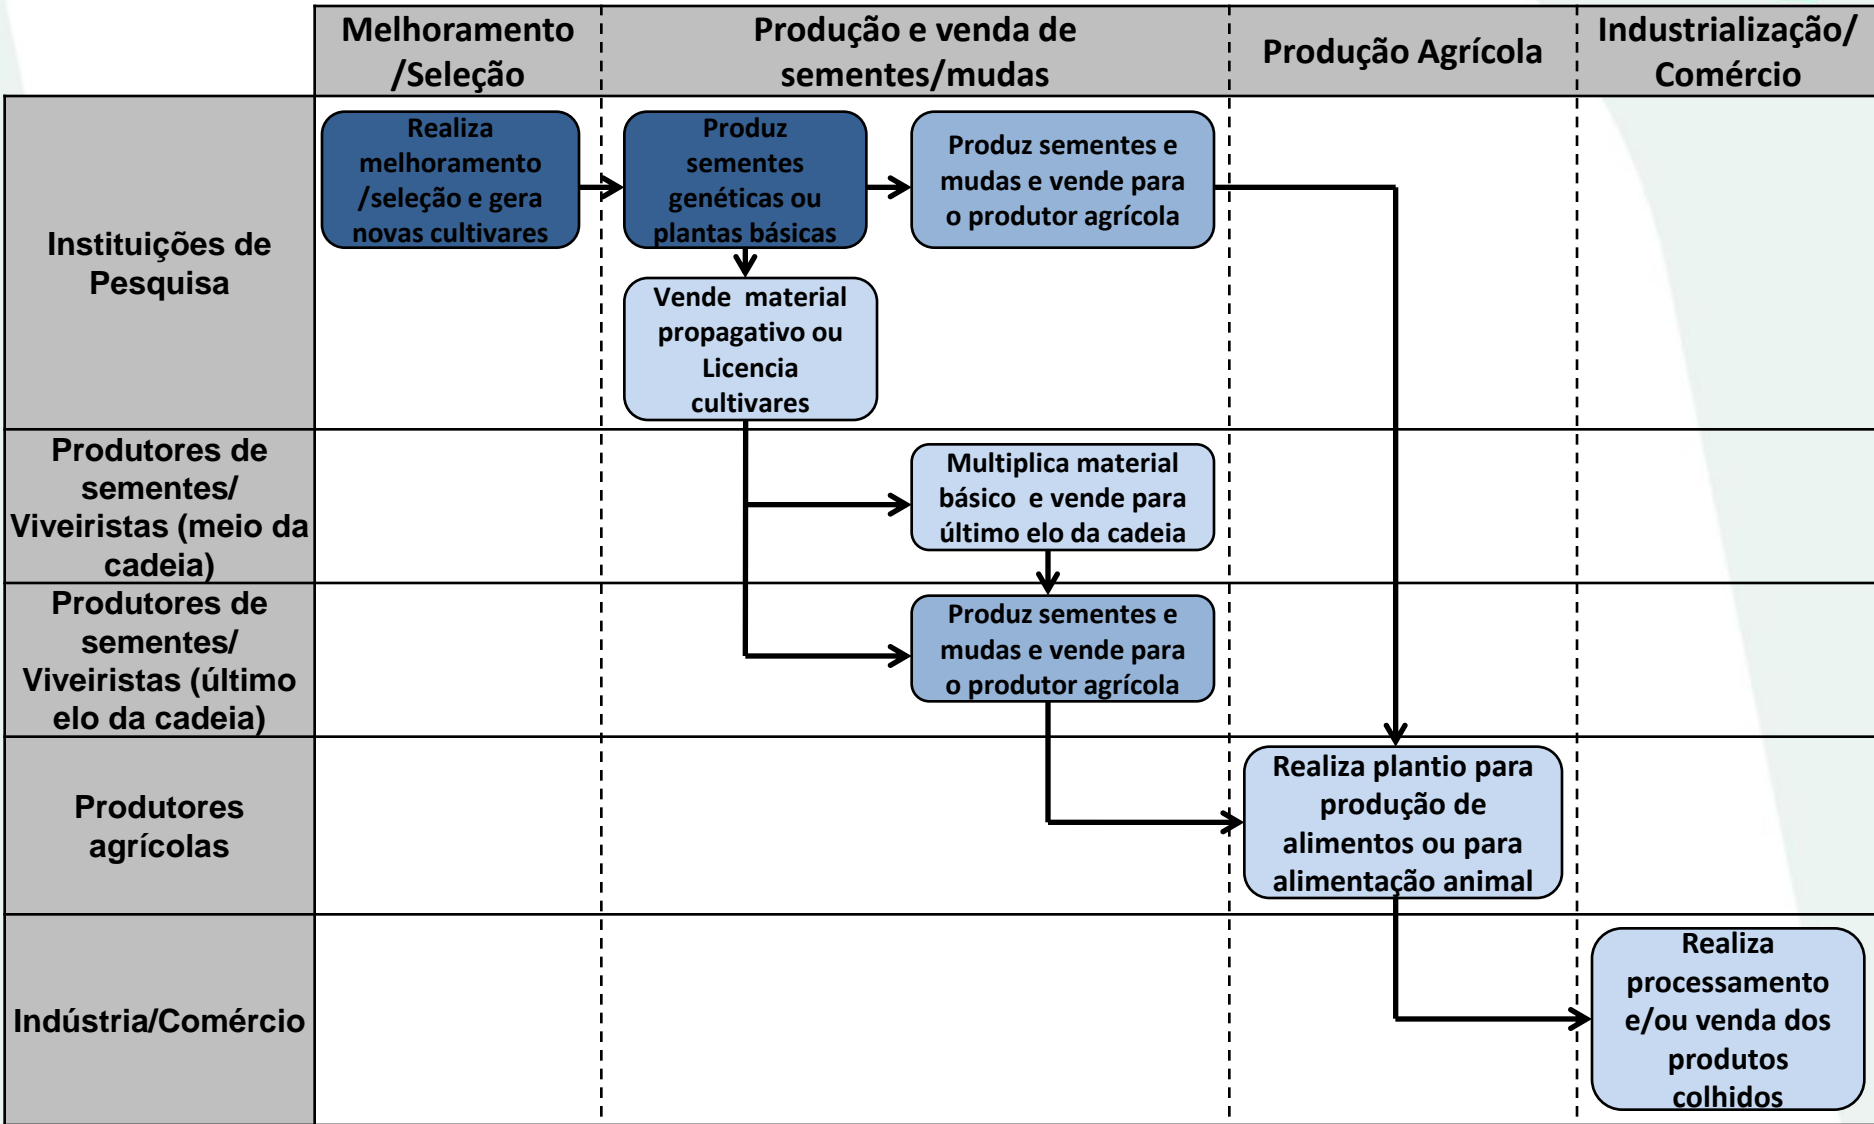 Melhoramento
/Seleção
Produção e venda de
sementes/mudas
Produção Agrícola
Industrialização/
Comércio
Instituições de
Pesquisa
Realiza
melhoramento
/seleção e gera
novas cultivares
Produz
sementes
genéticas ou
plantas básicas
Produz sementes e
mudas e vende para
o produtor agrícola
Vende  material
propagativo ou
Licencia
cultivares
Produtores de
sementes/
Viveiristas (meio da
cadeia)
Multiplica material
básico  e vende para
último elo da cadeia
Produtores de
sementes/
Viveiristas (último
elo da cadeia)
Produz sementes e
mudas e vende para
o produtor agrícola
Produtores
agrícolas
Realiza plantio para
produção de
alimentos ou para
alimentação animal
Indústria/Comércio
Realiza
processamento
e/ou venda dos
produtos
colhidos